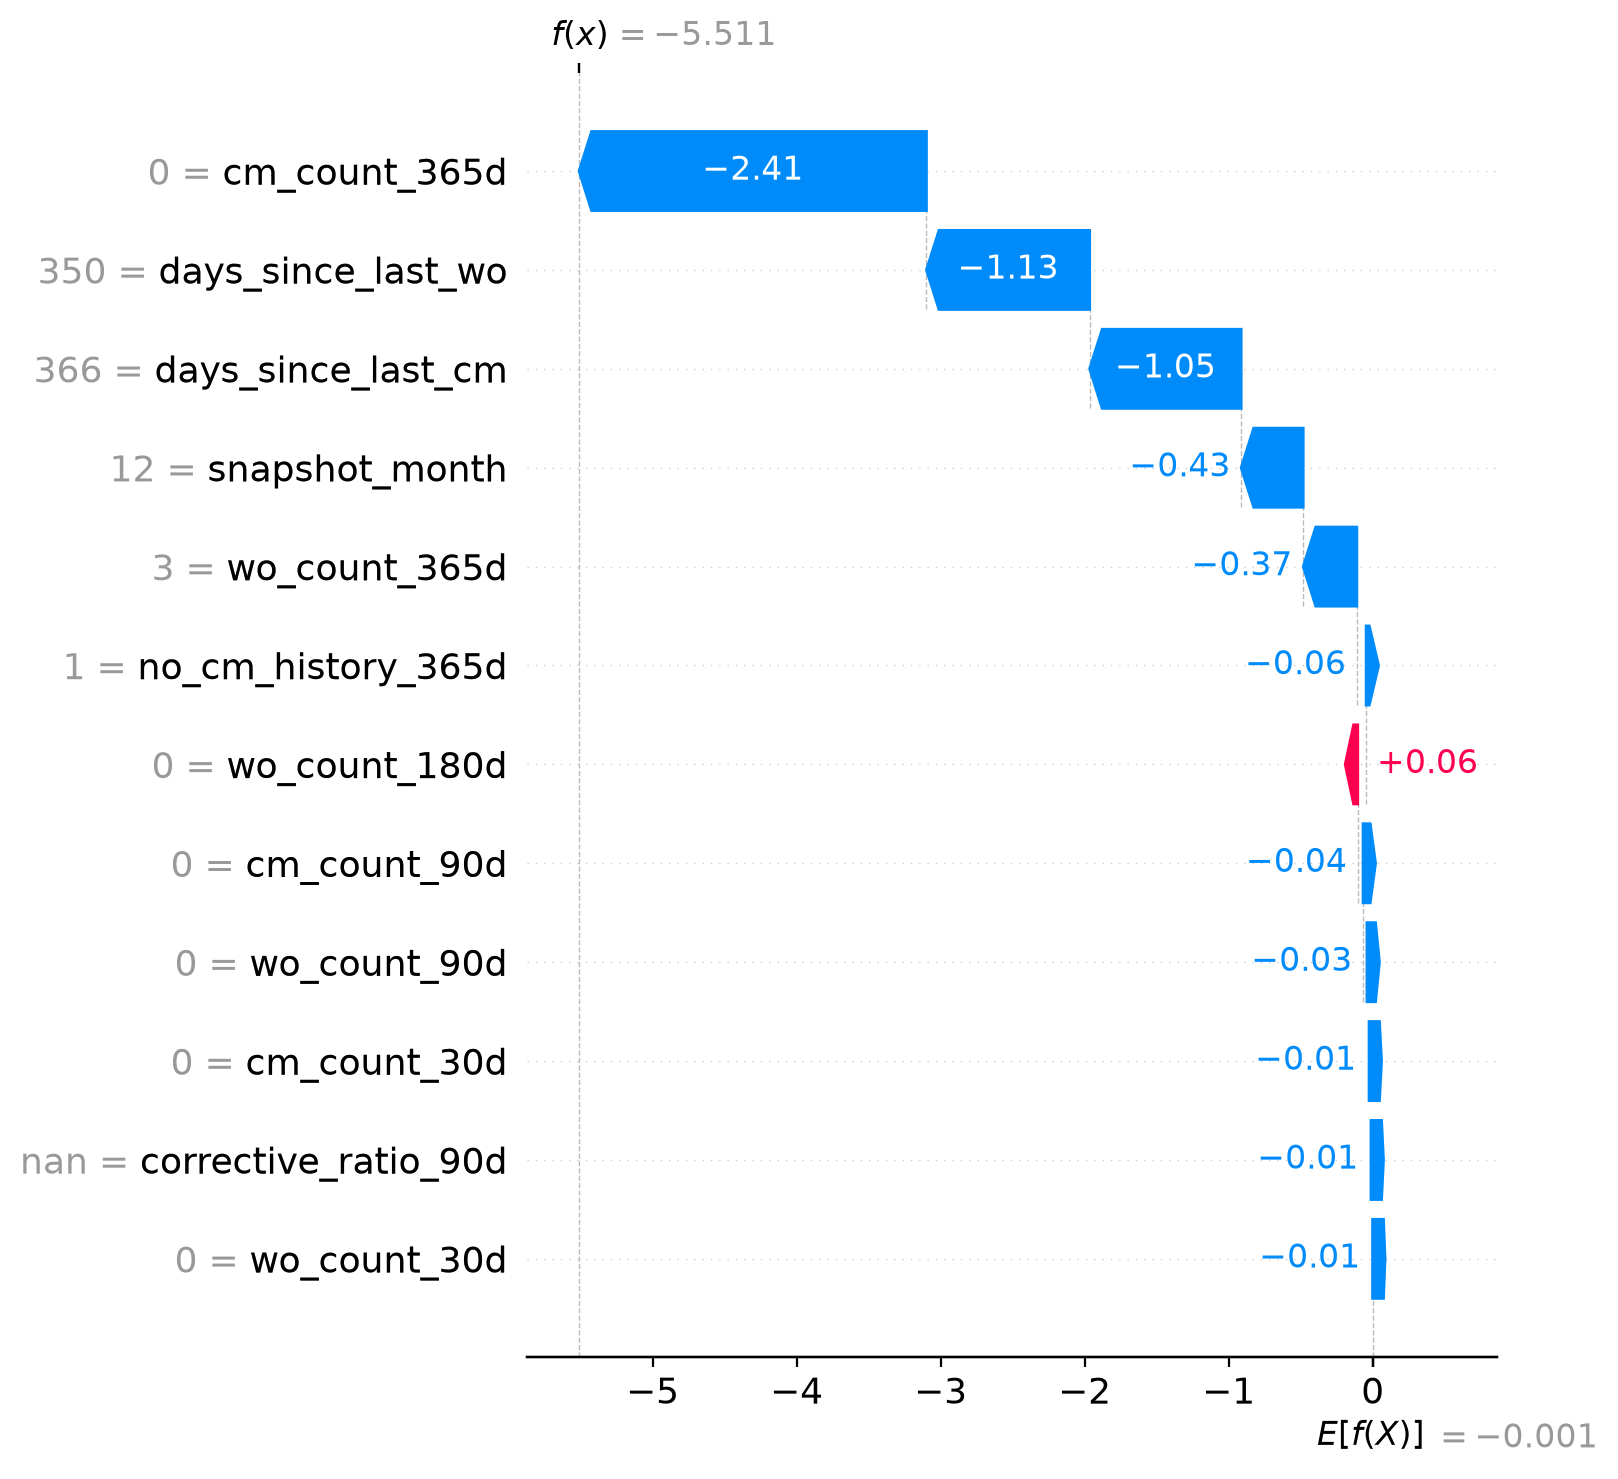 f(x) = −5.511
0 = cm_count_365d −2.41
350 = days_since_last_wo −1.13
366 = days_since_last_cm −1.05
12 = snapshot_month −0.43
3 = wo_count_365d −0.37
1 = no_cm_history_365d −0.06
0 = wo_count_180d +0.06
0 = cm_count_90d −0.04
0 = wo_count_90d −0.03
0 = cm_count_30d −0.01
nan = corrective_ratio_90d −0.01
0 = wo_count_30d −0.01
−5 −4 −3 −2 −1 0
E[f(X)] = −0.001